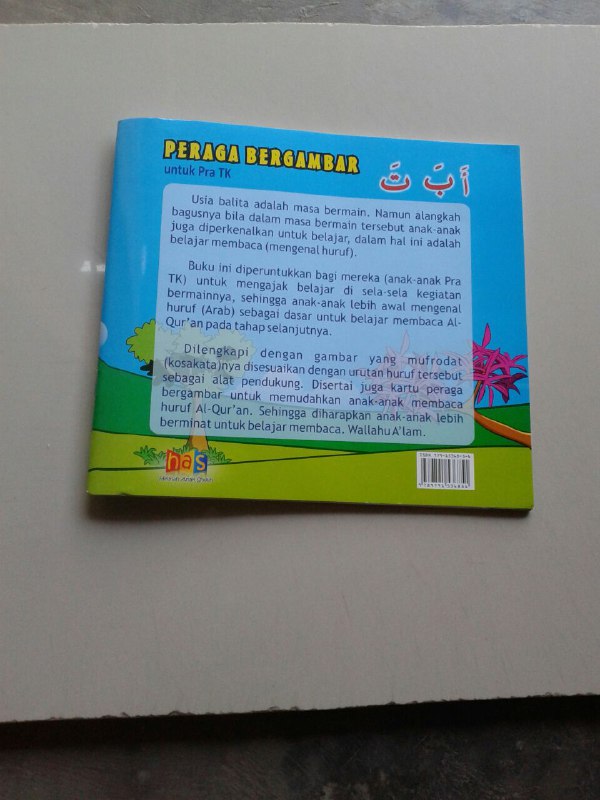 PERAGA BERGAMBAR
untuk Pra TK
أَ بَ تَ
Usia balita adalah masa bermain. Namun alangkah
bagusnya bila dalam masa bermain tersebut anak-anak
juga diperkenalkan untuk belajar, dalam hal ini adalah
belajar membaca (mengenal huruf).
Buku ini diperuntukkan bagi mereka (anak-anak Pra
TK) untuk mengajak belajar di sela-sela kegiatan
bermainnya, sehingga anak-anak lebih awal mengenal
huruf (Arab) sebagai dasar untuk belajar membaca Al-
Qur'an pada tahap selanjutnya.
Dilengkapi dengan gambar yang mufrodat
(kosakata)nya disesuaikan dengan urutan huruf tersebut
sebagai alat pendukung. Disertai juga kartu peraga
bergambar untuk memudahkan anak-anak membaca
huruf Al-Qur'an. Sehingga diharapkan anak-anak lebih
berminat untuk belajar membaca. Wallahu A'lam.
has
ISBN